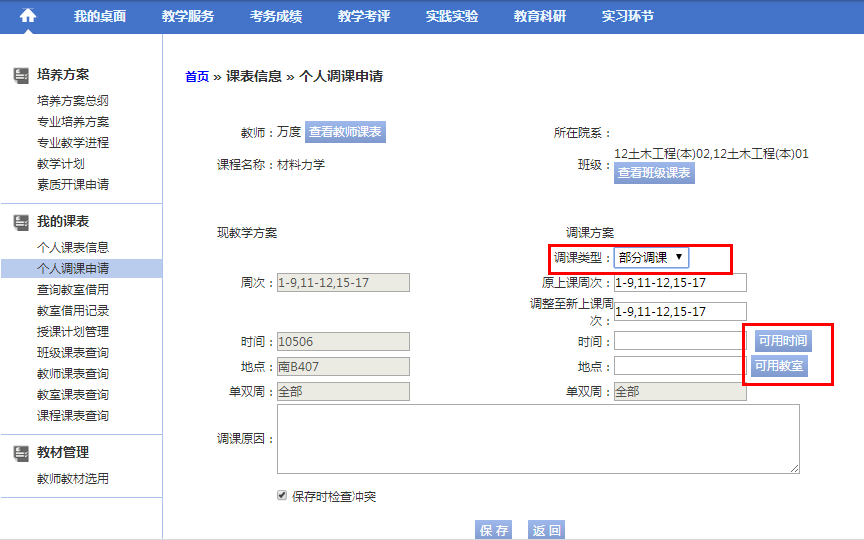 我的桌面 教学服务 考务成绩 教学考评 实践实验 教育科研 实习环节
培养方案
培养方案总纲
专业培养方案
专业教学进程
教学计划
素质开课申请
我的课表
个人课表信息
个人调课申请
查询教室借用
教室借用记录
授课计划管理
班级课表查询
教师课表查询
教室课表查询
课程课表查询
教材管理
教师教材选用
首页 » 课表信息 » 个人调课申请
教师：万度 查看教师课表 所在院系：
课程名称：材料力学 班级：12土木工程(本)02,12土木工程(本)01
查看班级课表
现教学方案 调课方案
调课类型：部分调课
周次：1-9,11-12,15-17 原上课周次：1-9,11-12,15-17
调整至新上课周次：1-9,11-12,15-17
时间：10506 时间： 可用时间
地点：南B407 地点： 可用教室
单双周：全部 单双周：全部
调课原因：
保存时检查冲突
保 存 返 回